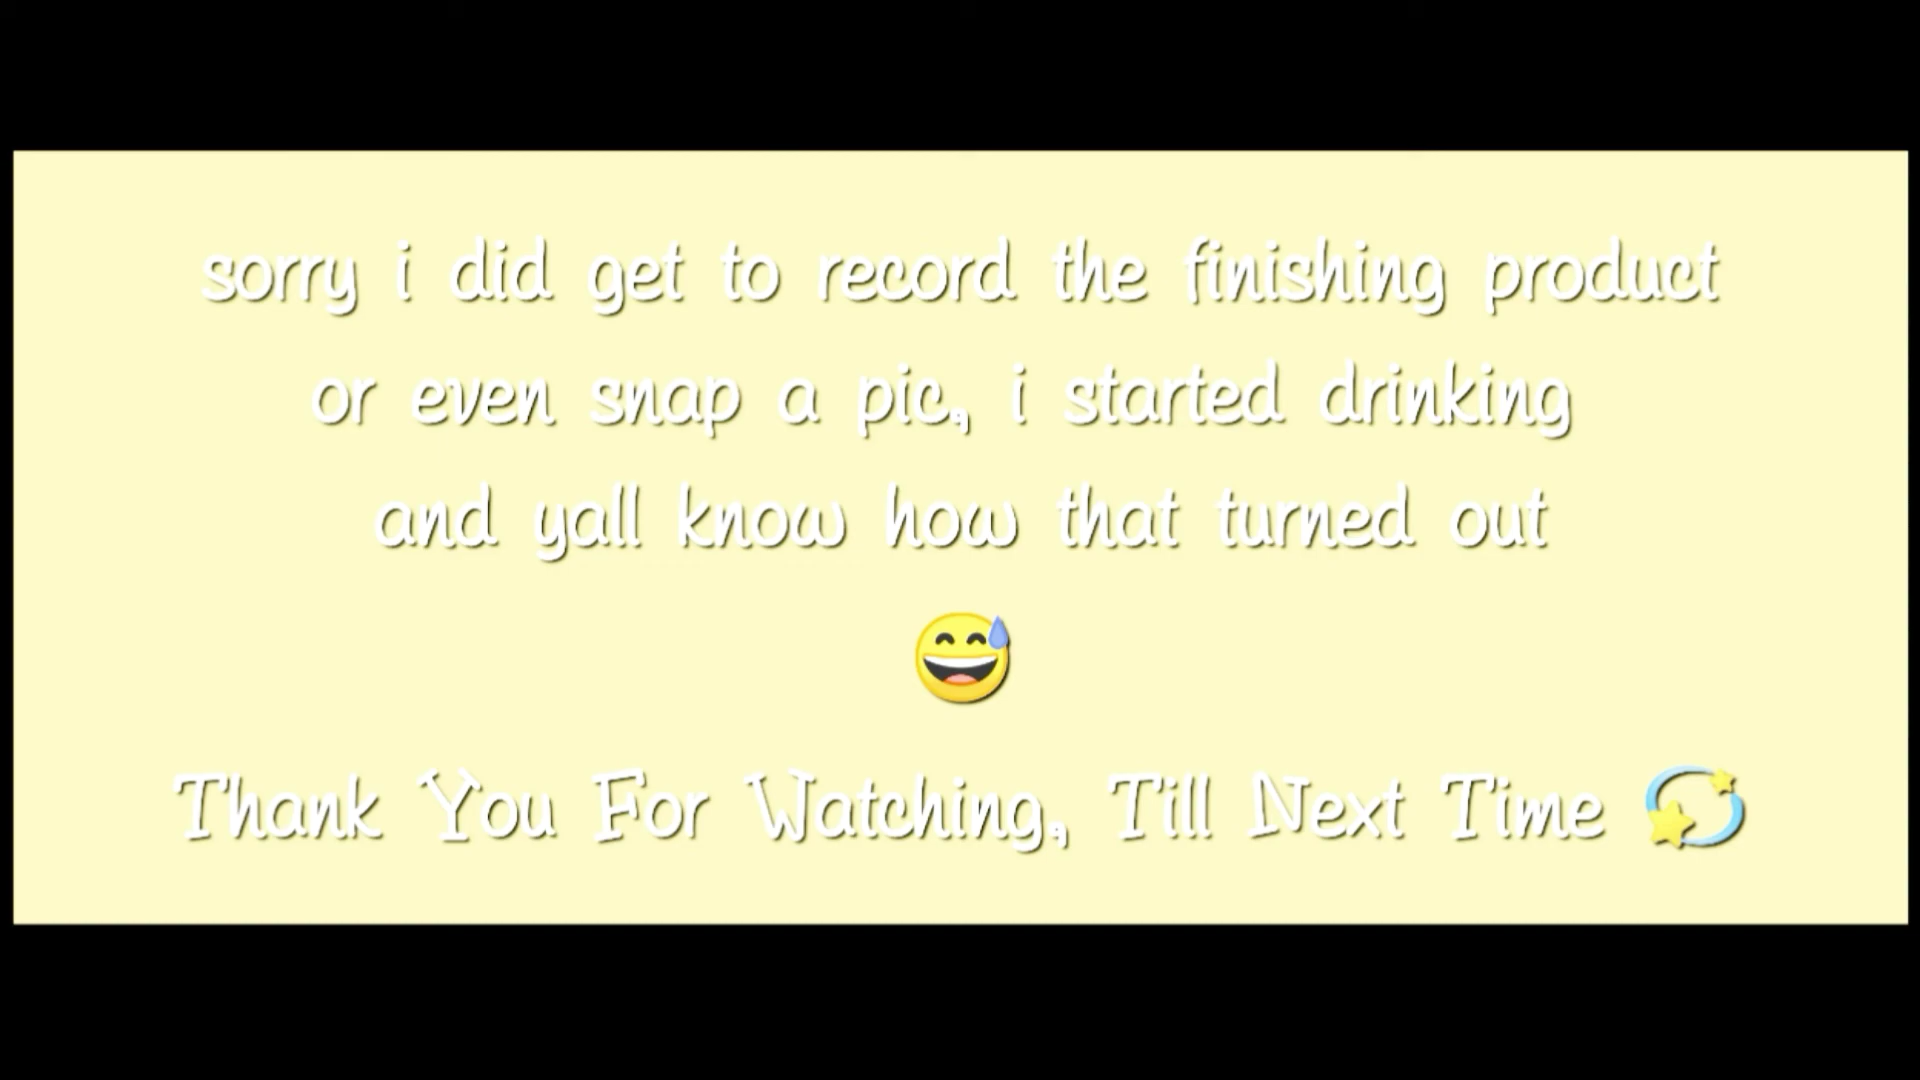 sorry i did get to record the finishing product
or even snap a pic, i started drinking
and yall know how that turned out
😅
Thank You For Watching, Till Next Time 💫